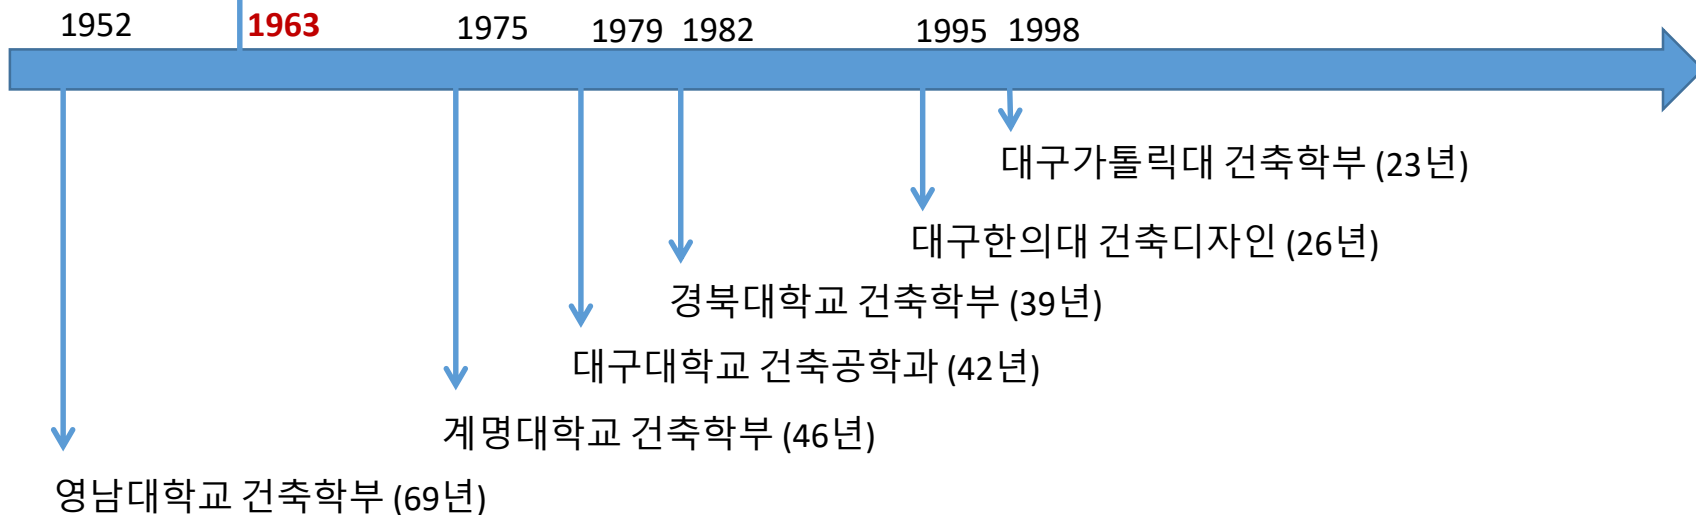 1952 1963 1975 1979 1982 1995 1998
대구가톨릭대 건축학부 (23년)
대구한의대 건축디자인 (26년)
경북대학교 건축학부 (39년)
대구대학교 건축공학과 (42년)
계명대학교 건축학부 (46년)
영남대학교 건축학부 (69년)